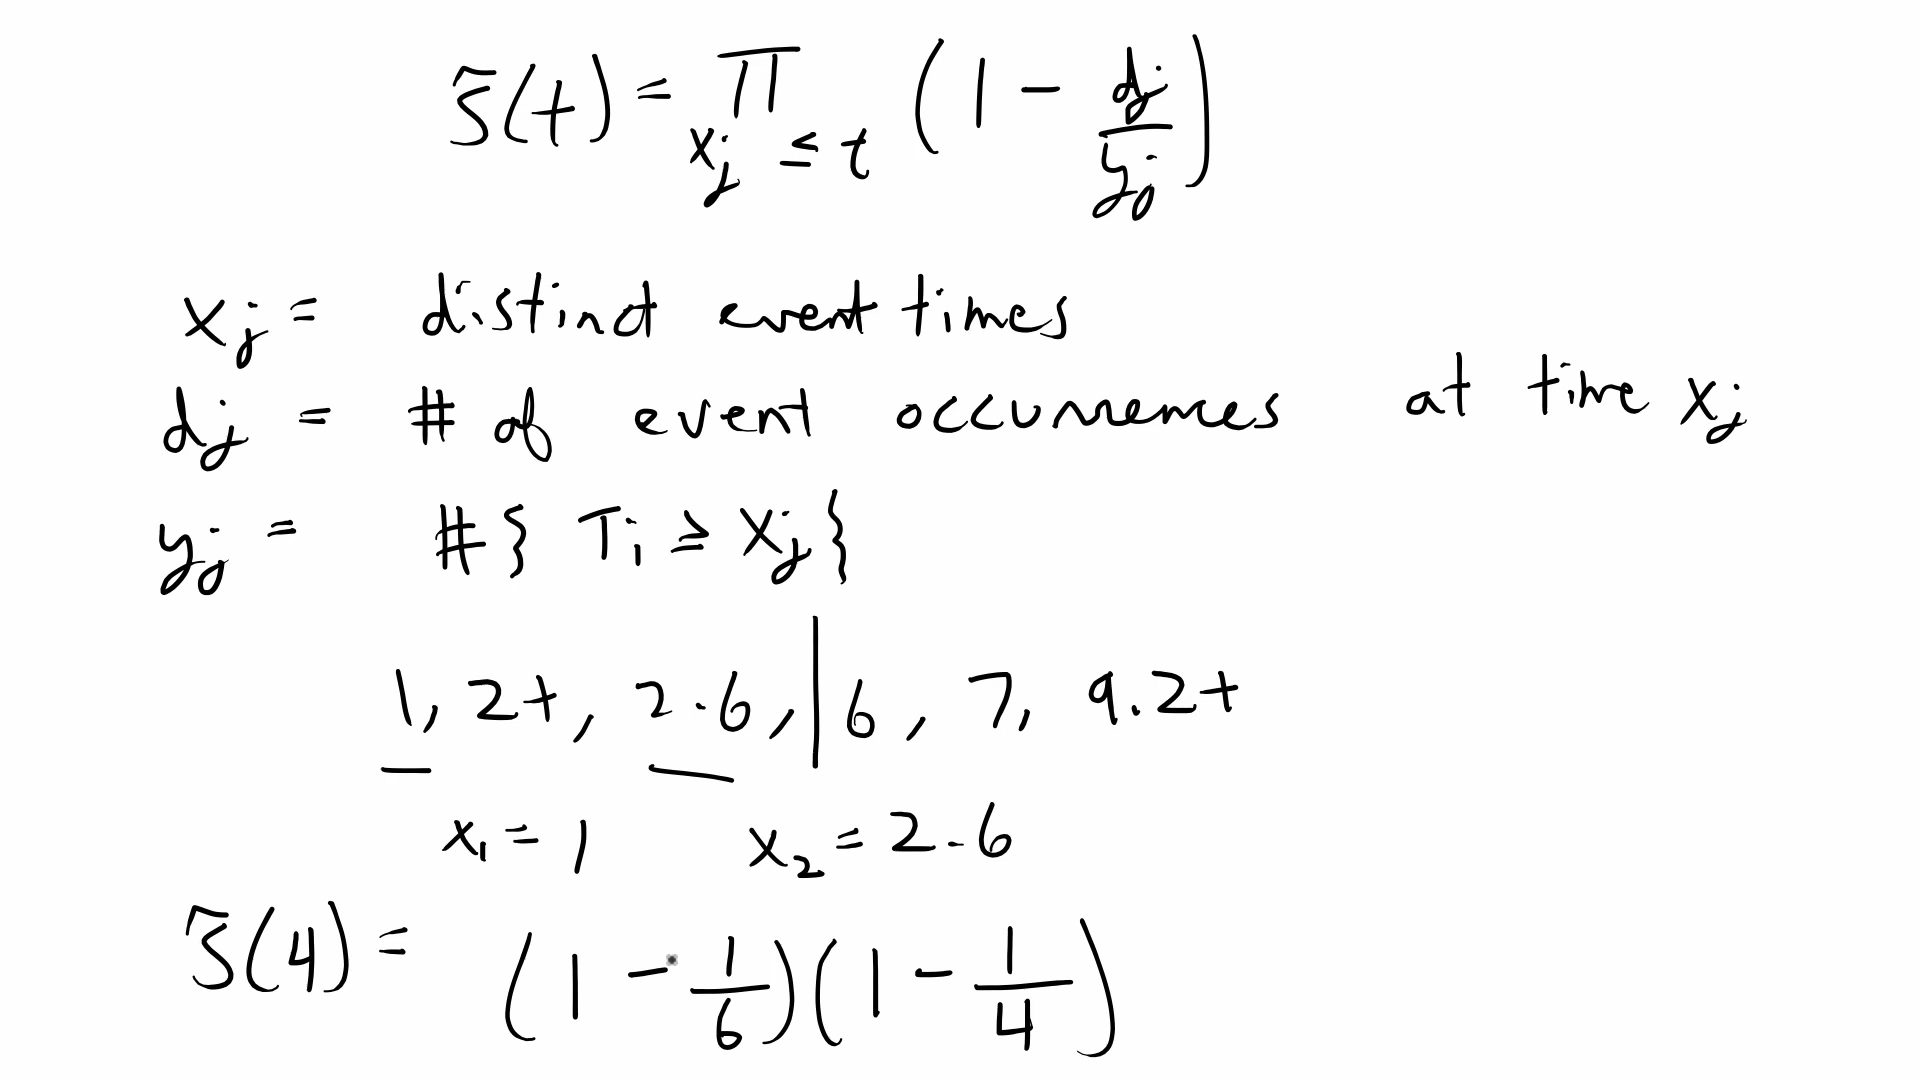 S̃(t) = ∏ x_j ≤ t (1 - d_j/y_j)
x_j = distinct event times
d_j = # of event occurrences at time x_j
y_j = #{ T_i ≥ x_j }
1, 2+, 2.6, | 6, 7, 9.2+
x_1 = 1 x_2 = 2.6
S̃(4) = (1 - 1/6)(1 - 1/4)